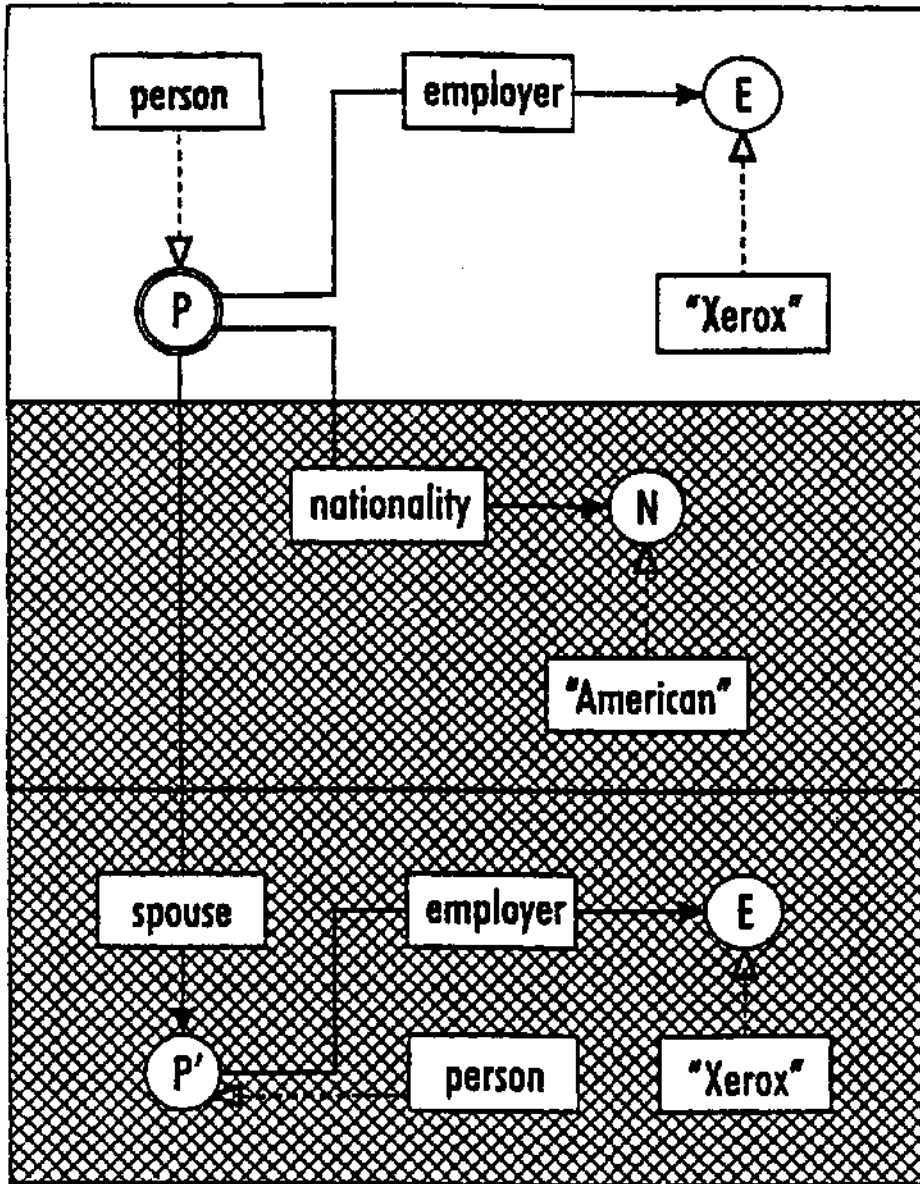 person
employer
E
P
"Xerox"
nationality
N
"American"
spouse
employer
E
P'
person
"Xerox"